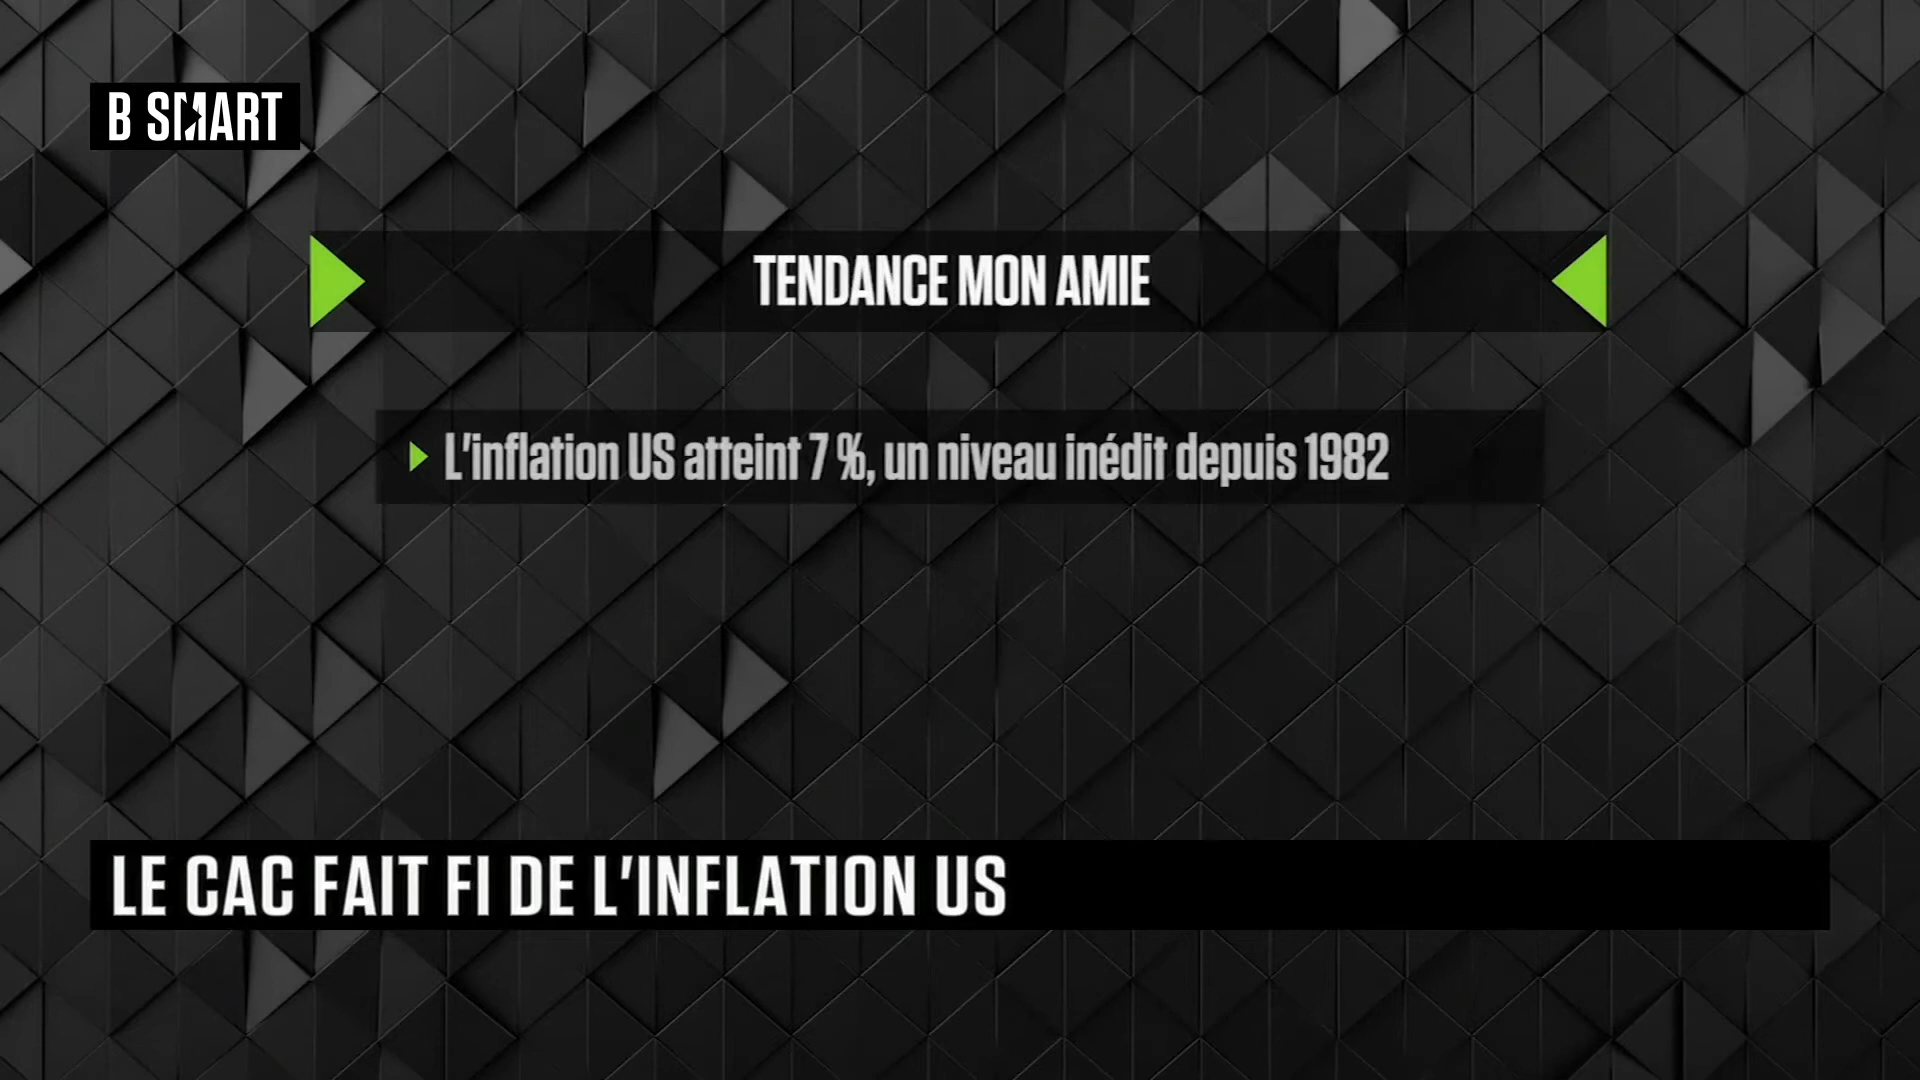 B SMART
TENDANCE MON AMIE
L'inflation US atteint 7 %, un niveau inédit depuis 1982
LE CAC FAIT FI DE L'INFLATION US